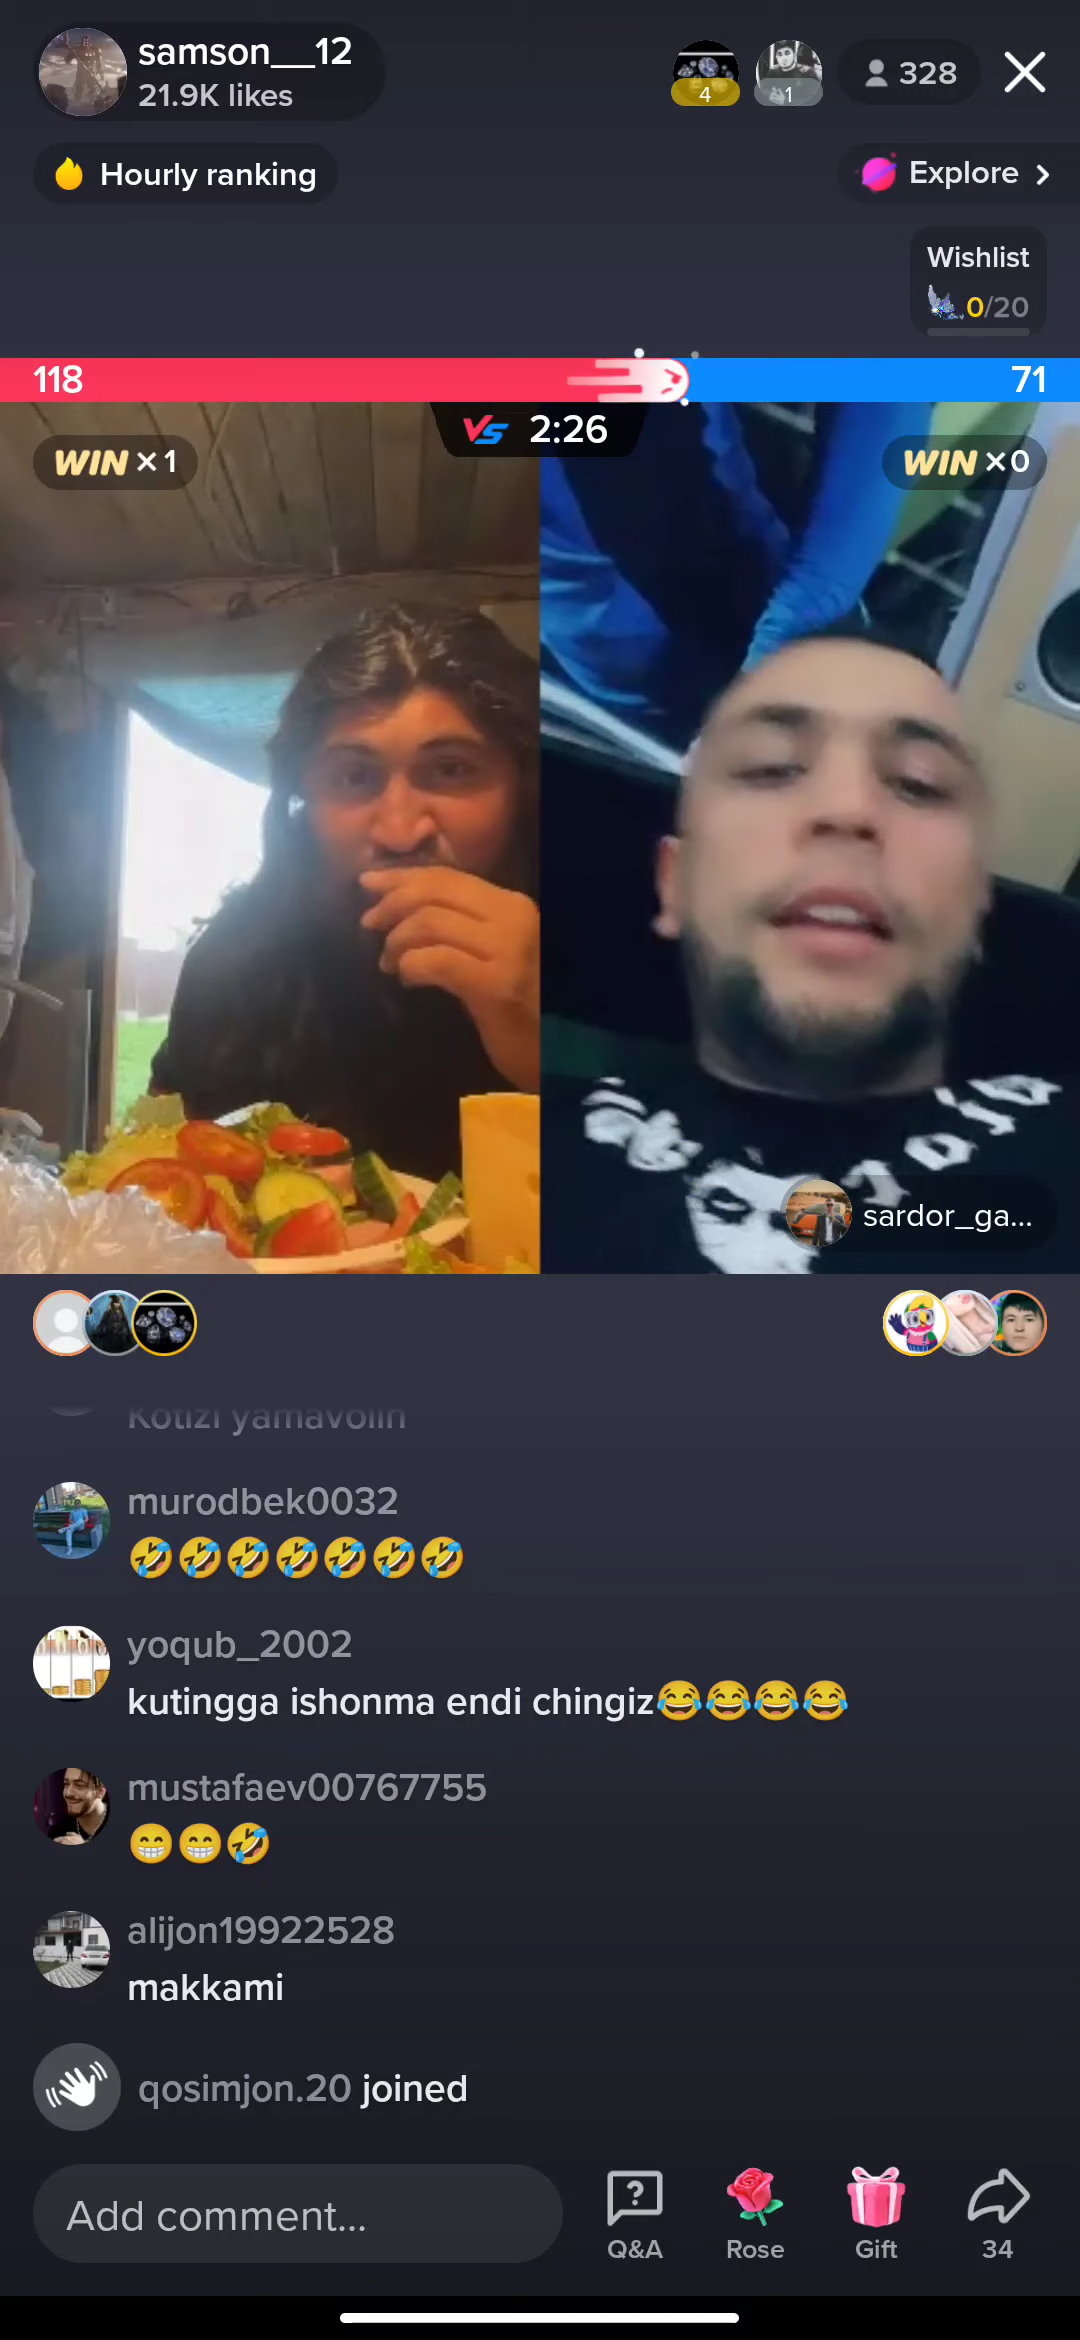 samson__12
21.9K likes
4
1
328
Hourly ranking
Explore
Wishlist
0/20
118
71
VS 2:26
WIN ×1
WIN ×0
sardor_ga...
Kotizi yamavolin
murodbek0032
🤣🤣🤣🤣🤣🤣🤣
yoqub_2002
kutingga ishonma endi chingiz😂😂😂😂
mustafaev00767755
😁😁🤣
alijon19922528
makkami
qosimjon.20 joined
Add comment...
Q&A
Rose
Gift
34